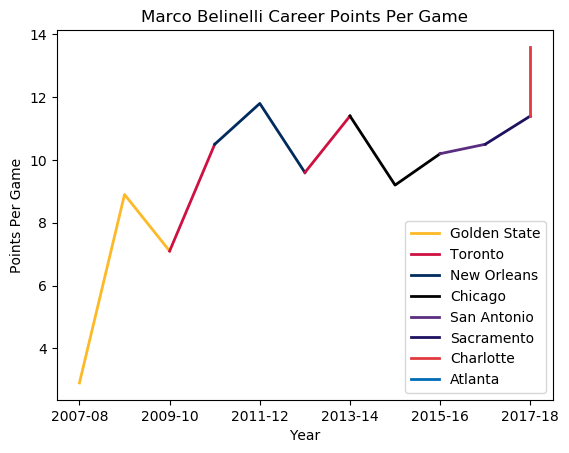 Marco Belinelli Career Points Per Game
Points Per Game
14
12
10
8
6
4
Golden State
Toronto
New Orleans
Chicago
San Antonio
Sacramento
Charlotte
Atlanta
2007-08 2009-10 2011-12 2013-14 2015-16 2017-18
Year